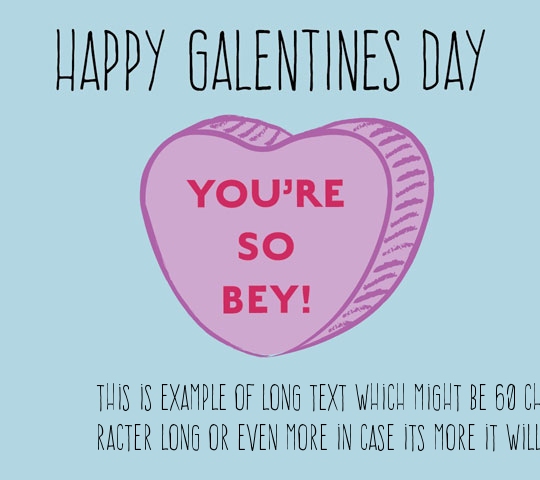 HAPPY GALENTINES DAY
YOU'RE
SO
BEY!
THIS IS EXAMPLE OF LONG TEXT WHICH MIGHT BE 60 CH
RACTER LONG OR EVEN MORE IN CASE ITS MORE IT WILL